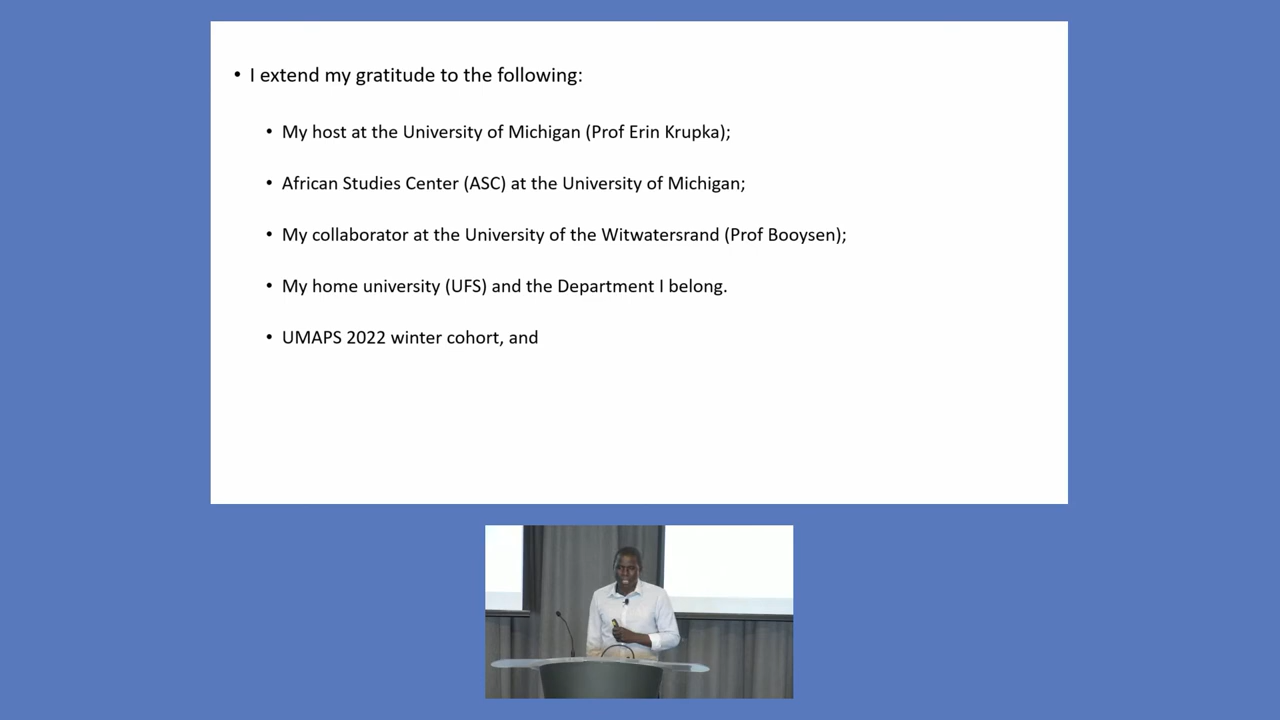 • I extend my gratitude to the following:
• My host at the University of Michigan (Prof Erin Krupka);
• African Studies Center (ASC) at the University of Michigan;
• My collaborator at the University of the Witwatersrand (Prof Booysen);
• My home university (UFS) and the Department I belong.
• UMAPS 2022 winter cohort, and